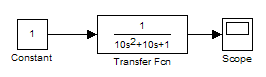 1
Constant
1
10s²+10s+1
Transfer Fcn
Scope